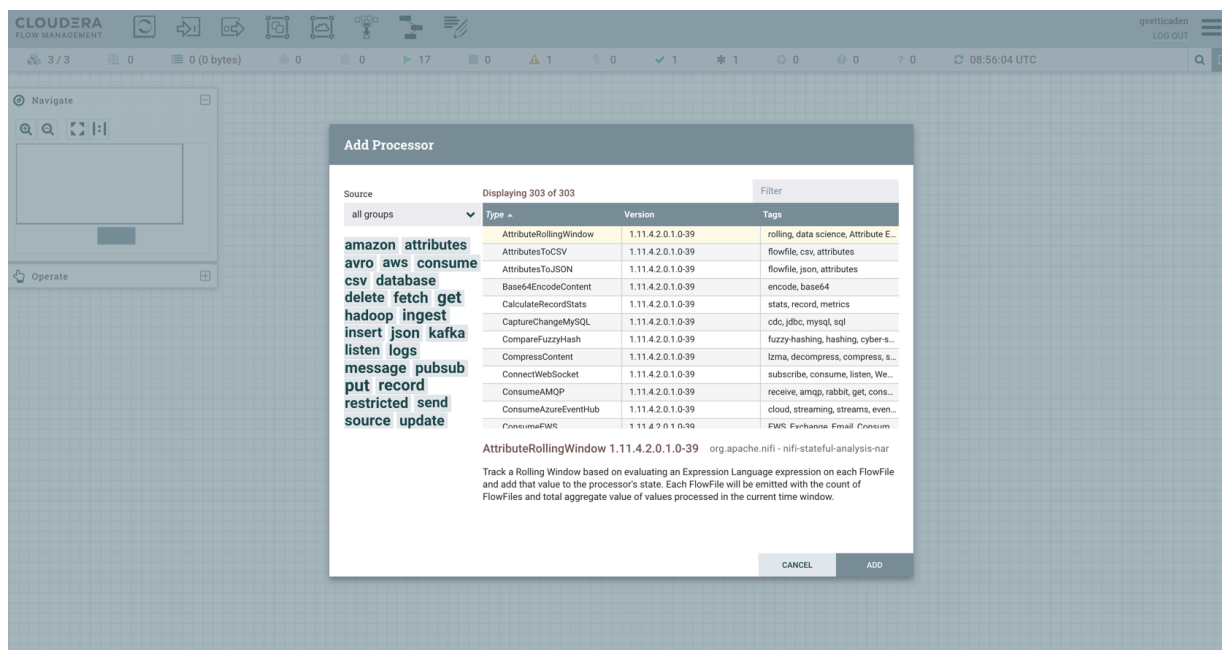 CLOUDERA
FLOW MANAGEMENT
gvetticaden
LOG OUT
3 / 3 0 0 (0 bytes) 0 0 17 0 1 0 1 1 0 0 ? 0 08:56:04 UTC
Navigate
Operate
Add Processor
Source
Displaying 303 of 303
Filter
all groups
Type Version Tags
AttributeRollingWindow 1.11.4.2.0.1.0-39 rolling, data science, Attribute E...
AttributesToCSV 1.11.4.2.0.1.0-39 flowfile, csv, attributes
AttributesToJSON 1.11.4.2.0.1.0-39 flowfile, json, attributes
Base64EncodeContent 1.11.4.2.0.1.0-39 encode, base64
CalculateRecordStats 1.11.4.2.0.1.0-39 stats, record, metrics
CaptureChangeMySQL 1.11.4.2.0.1.0-39 cdc, jdbc, mysql, sql
CompareFuzzyHash 1.11.4.2.0.1.0-39 fuzzy-hashing, hashing, cyber-s...
CompressContent 1.11.4.2.0.1.0-39 lzma, decompress, compress, s...
ConnectWebSocket 1.11.4.2.0.1.0-39 subscribe, consume, listen, We...
ConsumeAMQP 1.11.4.2.0.1.0-39 receive, amqp, rabbit, get, cons...
ConsumeAzureEventHub 1.11.4.2.0.1.0-39 cloud, streaming, streams, even...
ConsumeEWS 1.11.4.2.0.1.0-39 EWS, Exchange, Email, Consum...
amazon attributes
avro aws consume
csv database
delete fetch get
hadoop ingest
insert json kafka
listen logs
message pubsub
put record
restricted send
source update
AttributeRollingWindow 1.11.4.2.0.1.0-39 org.apache.nifi - nifi-stateful-analysis-nar
Track a Rolling Window based on evaluating an Expression Language expression on each FlowFile
and add that value to the processor's state. Each FlowFile will be emitted with the count of
FlowFiles and total aggregate value of values processed in the current time window.
CANCEL ADD